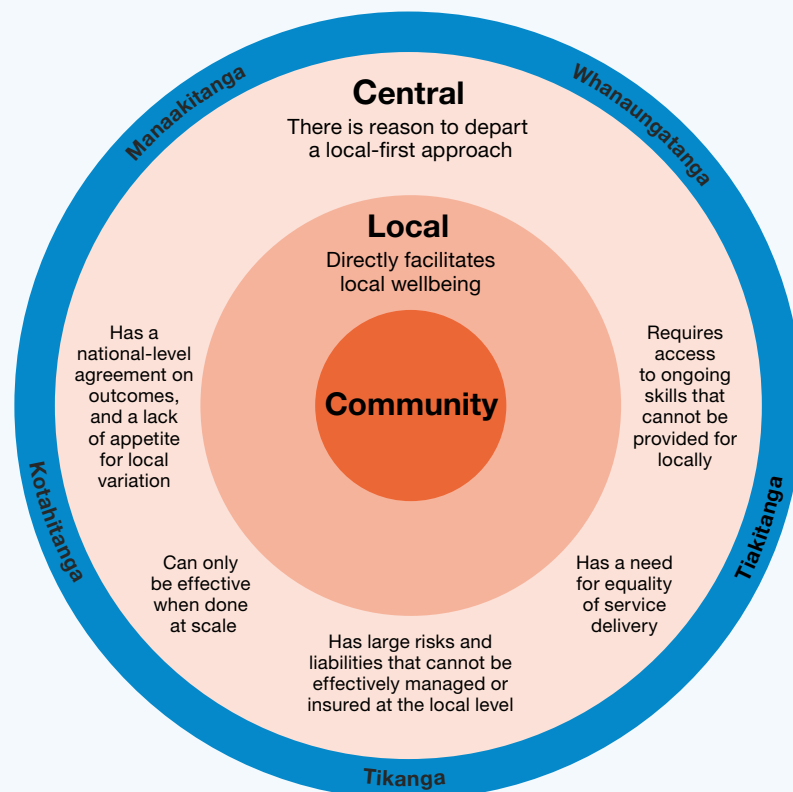 Manaakitanga
Whanaungatanga
Central
There is reason to depart
a local-first approach
Local
Directly facilitates
local wellbeing
Community
Has a
national-level
agreement on
outcomes,
and a lack
of appetite
for local
variation
Requires
access
to ongoing
skills that
cannot be
provided for
locally
Kotahitanga
Tiakitanga
Can only
be effective
when done
at scale
Has a need
for equality
of service
delivery
Has large risks and
liabilities that cannot be
effectively managed or
insured at the local level
Tikanga